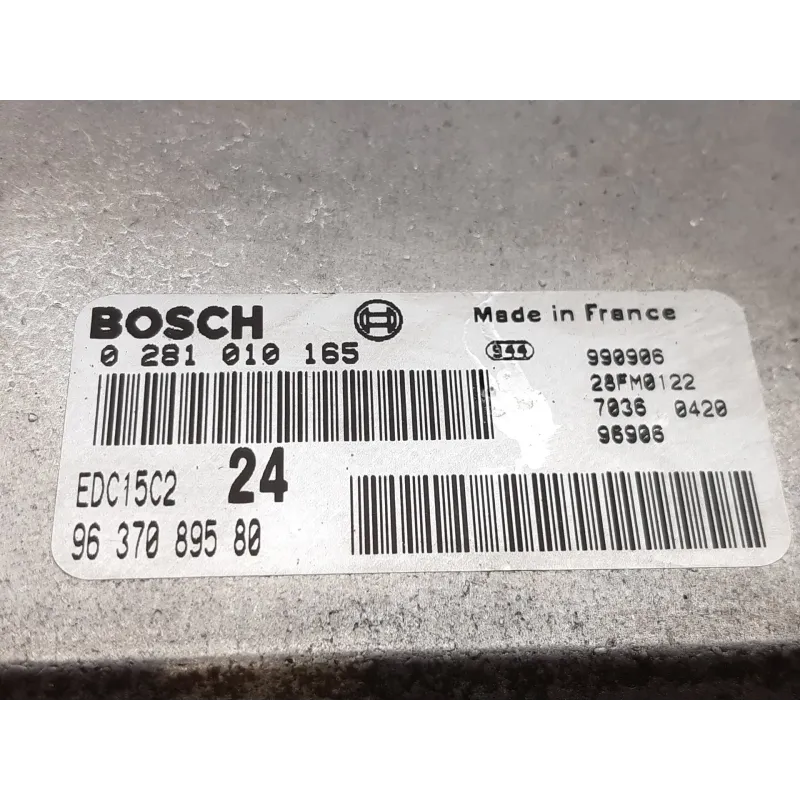 BOSCH Made in France
0 281 010 165 944 990906
28FM0122
7036 0420
96906
EDC15C2 24
96 370 895 80